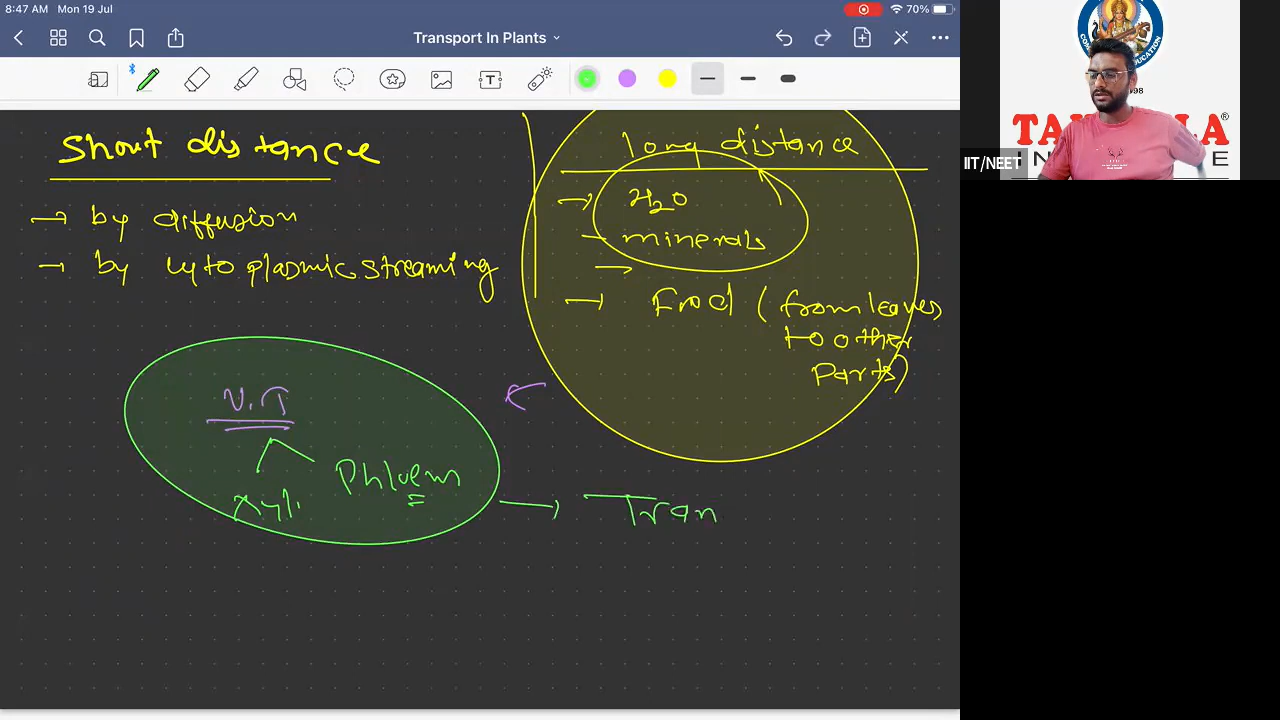 8:47 AM Mon 19 Jul
70%
Transport In Plants
Short distance
→ by diffusion
→ by cytoplasmic streaming
long distance
→ H₂O
– minerals
→
→ Food (from leaves
to other
parts)
V.T
Xyl.
Phloem
→ Tran
98
IIT/NEET